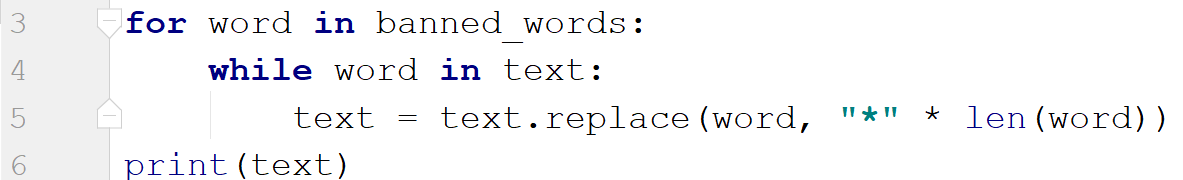 3 for word in banned_words:
4     while word in text:
5         text = text.replace(word, "*" * len(word))
6 print(text)